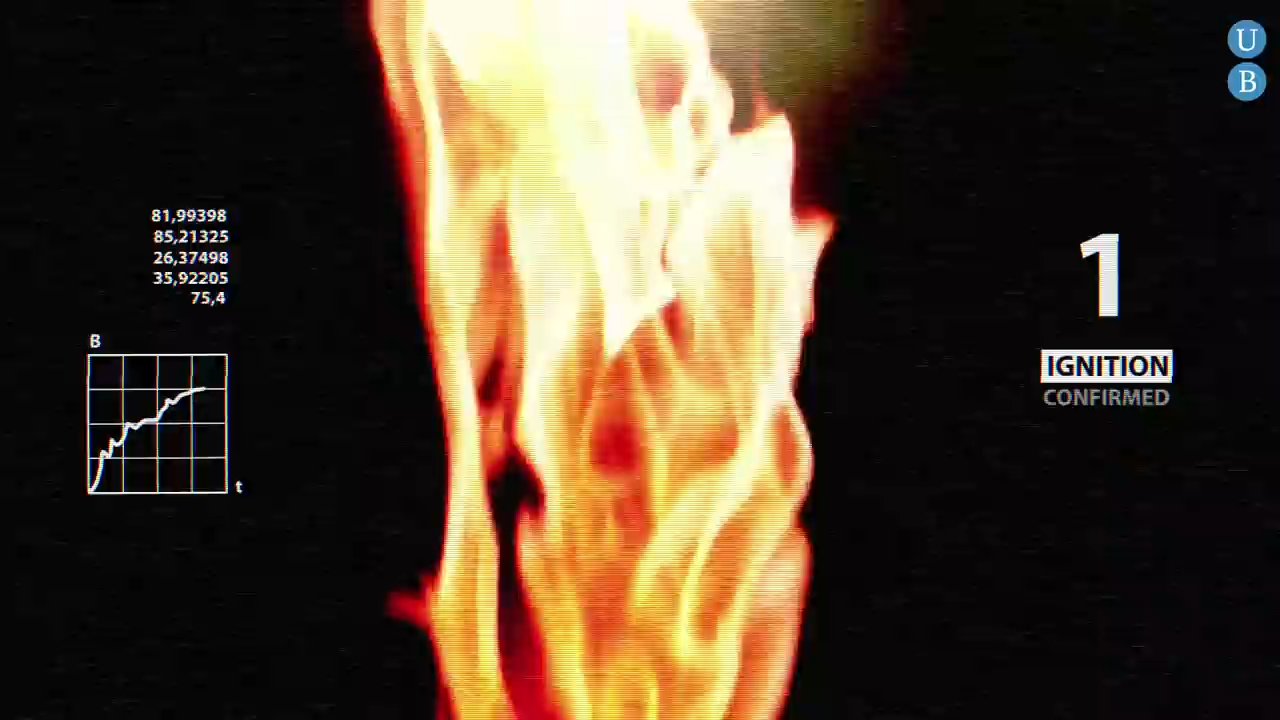 U
B
81,99398
85,21325
26,37498
35,92205
75,4
B
t
1
IGNITION
CONFIRMED